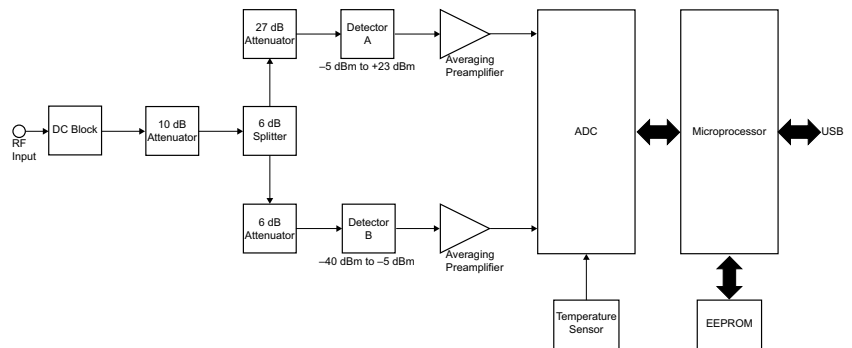 27 dB
Attenuator
Detector
A
–5 dBm to +23 dBm
Averaging
Preamplifier
RF
Input
DC Block
10 dB
Attenuator
6 dB
Splitter
ADC
Microprocessor
USB
6 dB
Attenuator
Detector
B
–40 dBm to –5 dBm
Averaging
Preamplifier
Temperature
Sensor
EEPROM